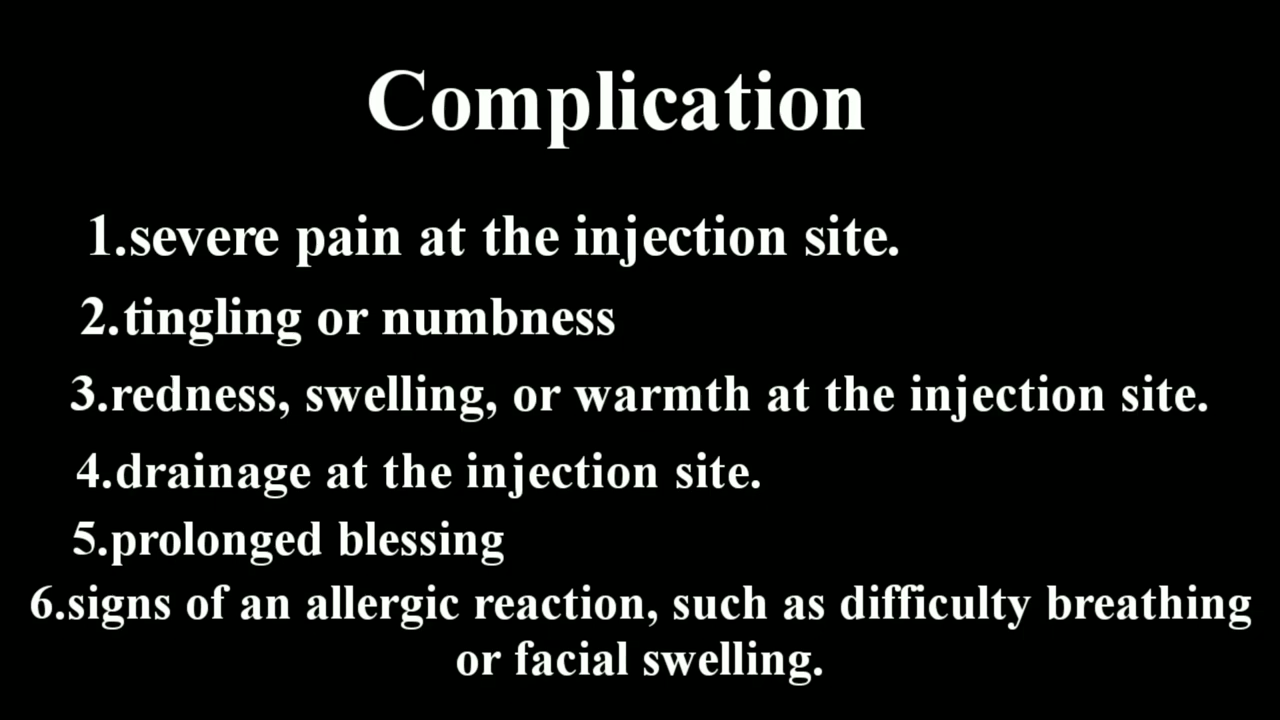 Complication
1.severe pain at the injection site.
2.tingling or numbness
3.redness, swelling, or warmth at the injection site.
4.drainage at the injection site.
5.prolonged blessing
6.signs of an allergic reaction, such as difficulty breathing
or facial swelling.